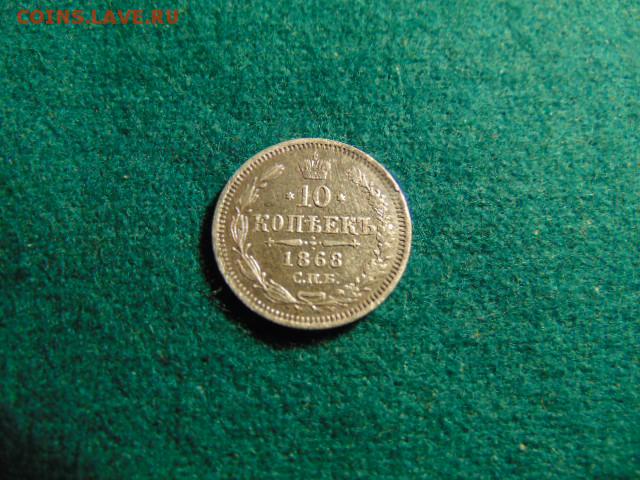 COINS.LAVE.RU
* 10 *
КОПѢЕКЪ
1868
С.П.Б.